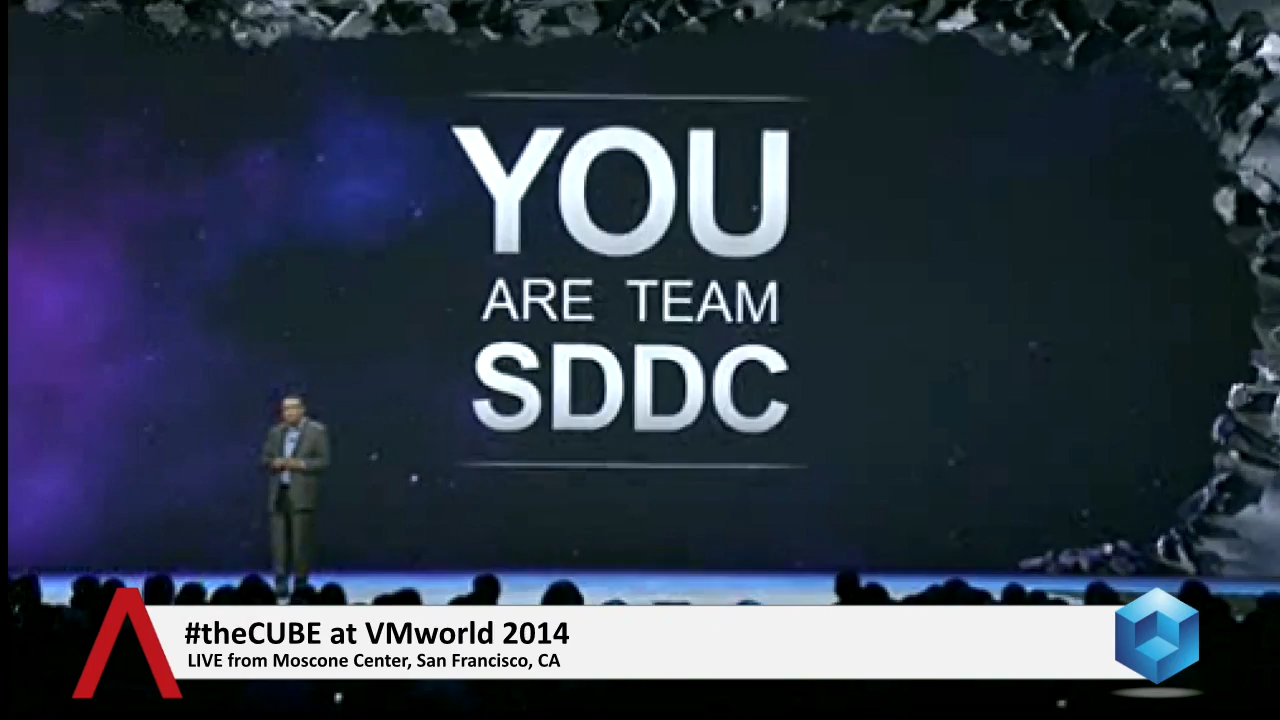 YOU
ARE TEAM
SDDC
#theCUBE at VMworld 2014
LIVE from Moscone Center, San Francisco, CA